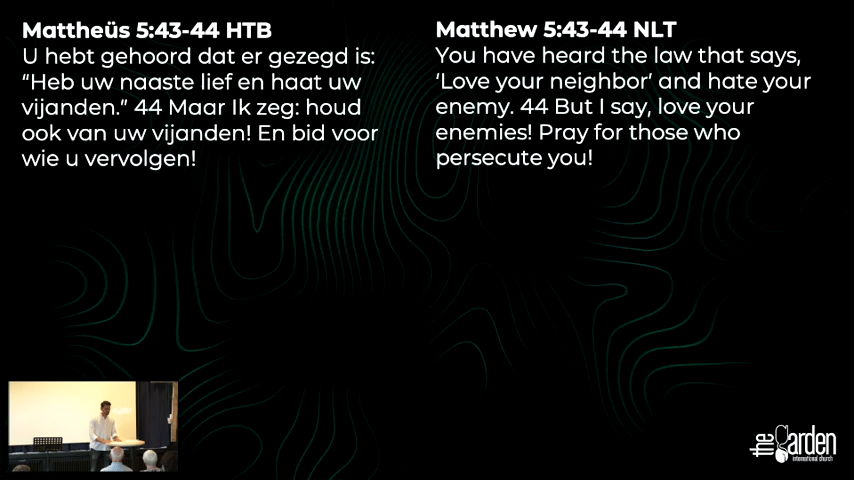 Mattheüs 5:43-44 HTB
U hebt gehoord dat er gezegd is:
“Heb uw naaste lief en haat uw
vijanden.” 44 Maar Ik zeg: houd
ook van uw vijanden! En bid voor
wie u vervolgen!
Matthew 5:43-44 NLT
You have heard the law that says,
‘Love your neighbor’ and hate your
enemy. 44 But I say, love your
enemies! Pray for those who
persecute you!
the Garden
international church